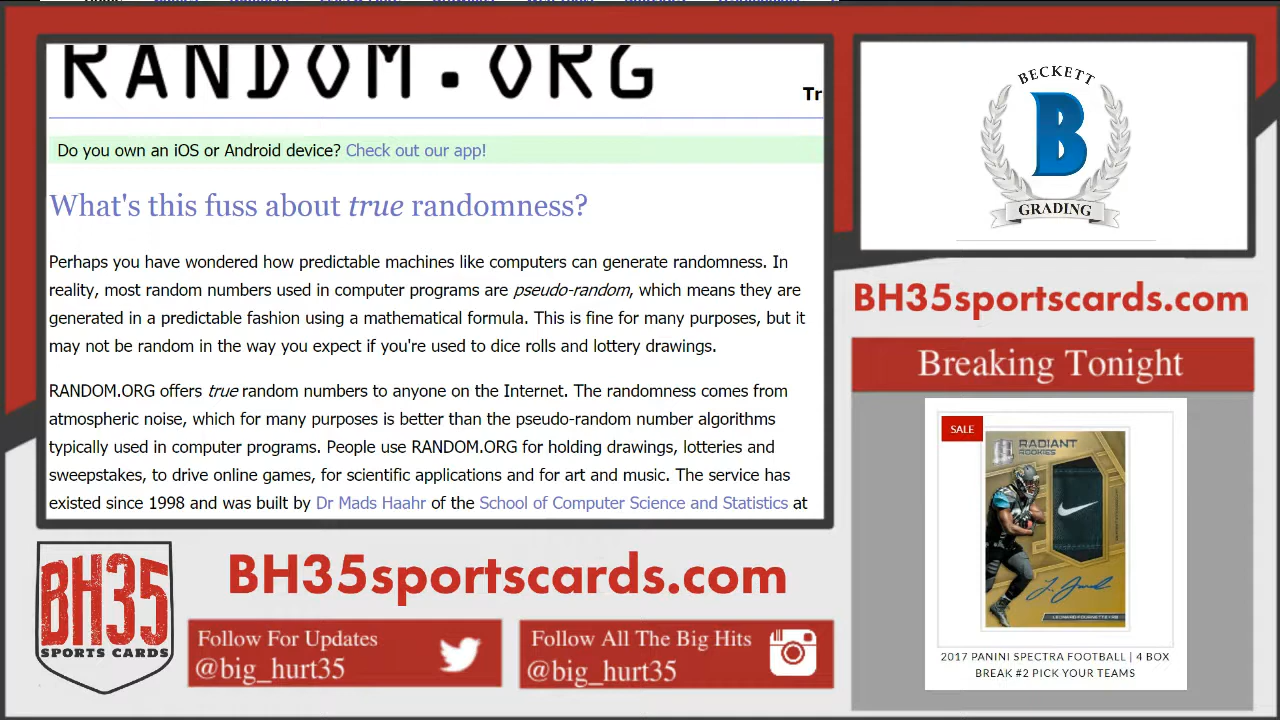 RANDOM.ORG
Tr
Do you own an iOS or Android device? Check out our app!
What's this fuss about true randomness?
Perhaps you have wondered how predictable machines like computers can generate randomness. In
reality, most random numbers used in computer programs are pseudo-random, which means they are
generated in a predictable fashion using a mathematical formula. This is fine for many purposes, but it
may not be random in the way you expect if you're used to dice rolls and lottery drawings.
RANDOM.ORG offers true random numbers to anyone on the Internet. The randomness comes from
atmospheric noise, which for many purposes is better than the pseudo-random number algorithms
typically used in computer programs. People use RANDOM.ORG for holding drawings, lotteries and
sweepstakes, to drive online games, for scientific applications and for art and music. The service has
existed since 1998 and was built by Dr Mads Haahr of the School of Computer Science and Statistics at
BECKETT
B
GRADING
BH35sportscards.com
Breaking Tonight
SALE
RADIANT
ROOKIES
LEONARD FOURNETTE / RB
2017 PANINI SPECTRA FOOTBALL | 4 BOX
BREAK #2 PICK YOUR TEAMS
BH35
SPORTS CARDS
BH35sportscards.com
Follow For Updates
@big_hurt35
Follow All The Big Hits
@big_hurt35